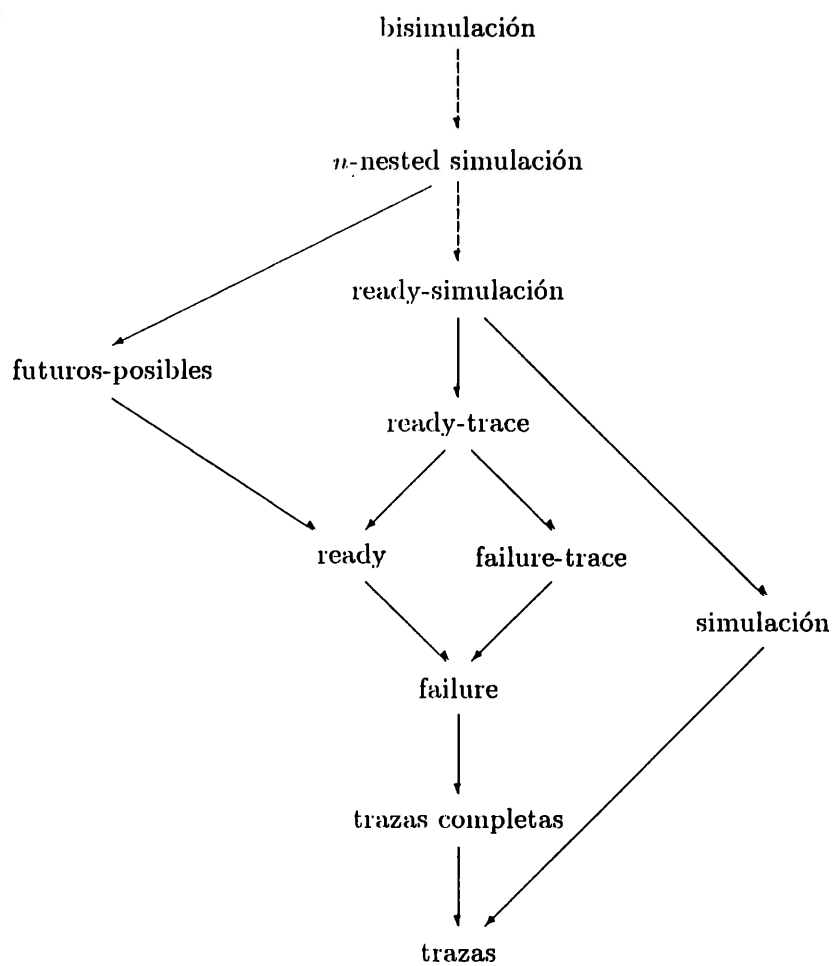 bisimulación
n-nested simulación
ready-simulación
futuros-posibles
ready-trace
ready
failure-trace
simulación
failure
trazas completas
trazas